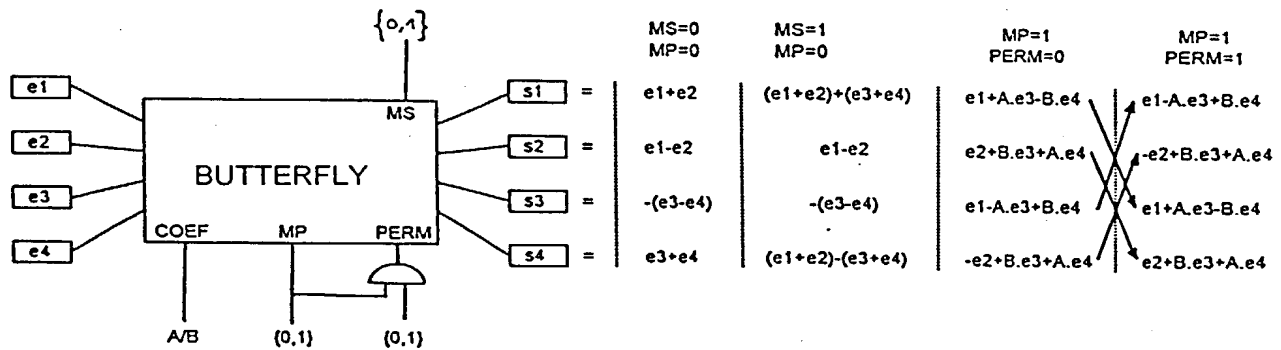 {0,1}
MS=0 MS=1 MP=1 MP=1
MP=0 MP=0 PERM=0 PERM=1
e1 s1 = e1+e2 (e1+e2)+(e3+e4) e1+A.e3-B.e4 e1-A.e3+B.e4
MS
e2 s2 = e1-e2 e1-e2 e2+B.e3+A.e4 -e2+B.e3+A.e4
BUTTERFLY
e3 s3 = -(e3-e4) -(e3-e4) e1-A.e3+B.e4 e1+A.e3-B.e4
COEF MP PERM
e4 s4 = e3+e4 (e1+e2)-(e3+e4) -e2+B.e3+A.e4 e2+B.e3+A.e4
A/B {0,1} {0,1}